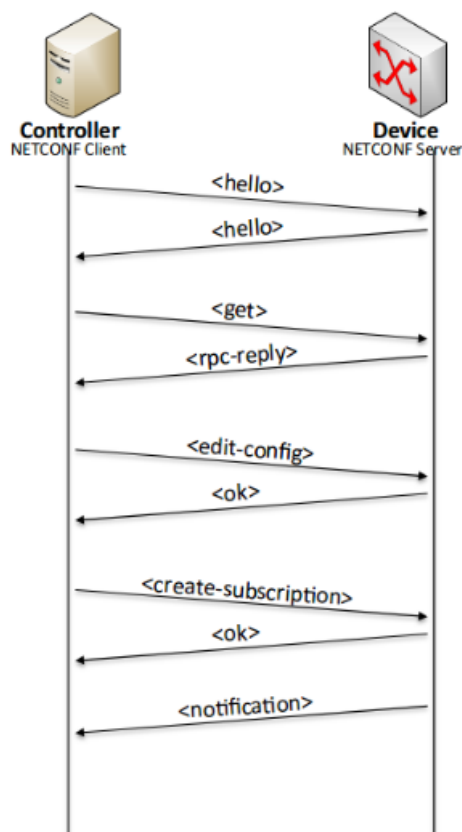 Controller
NETCONF Client
Device
NETCONF Server
<hello>
<hello>
<get>
<rpc-reply>
<edit-config>
<ok>
<create-subscription>
<ok>
<notification>